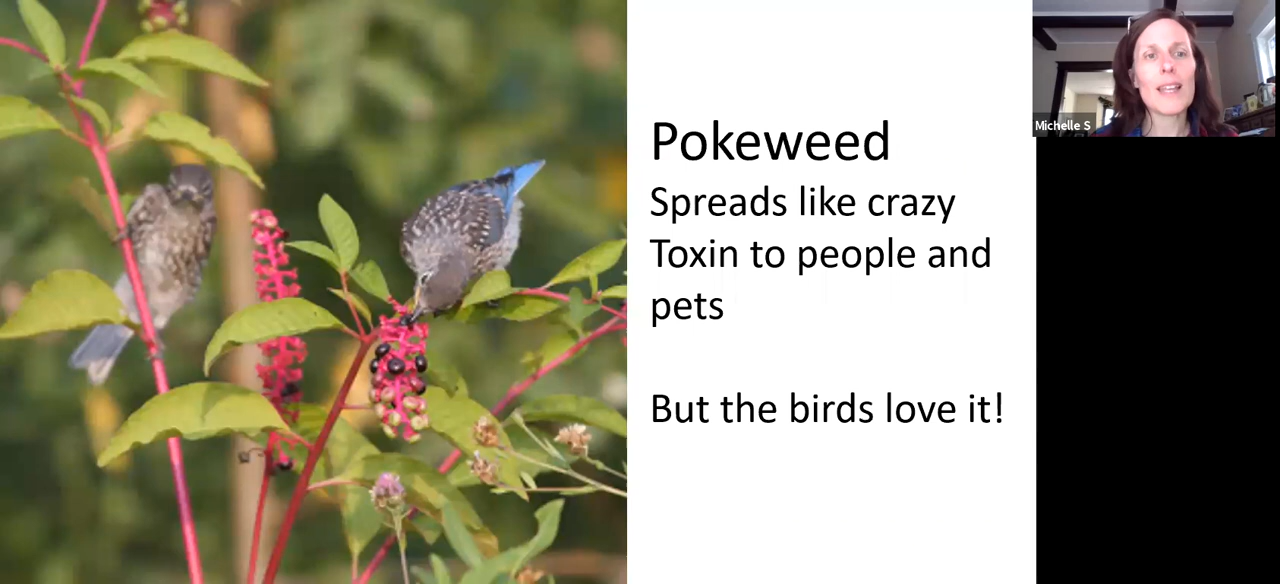 Pokeweed
Spreads like crazy
Toxin to people and
pets
But the birds love it!
Michelle S